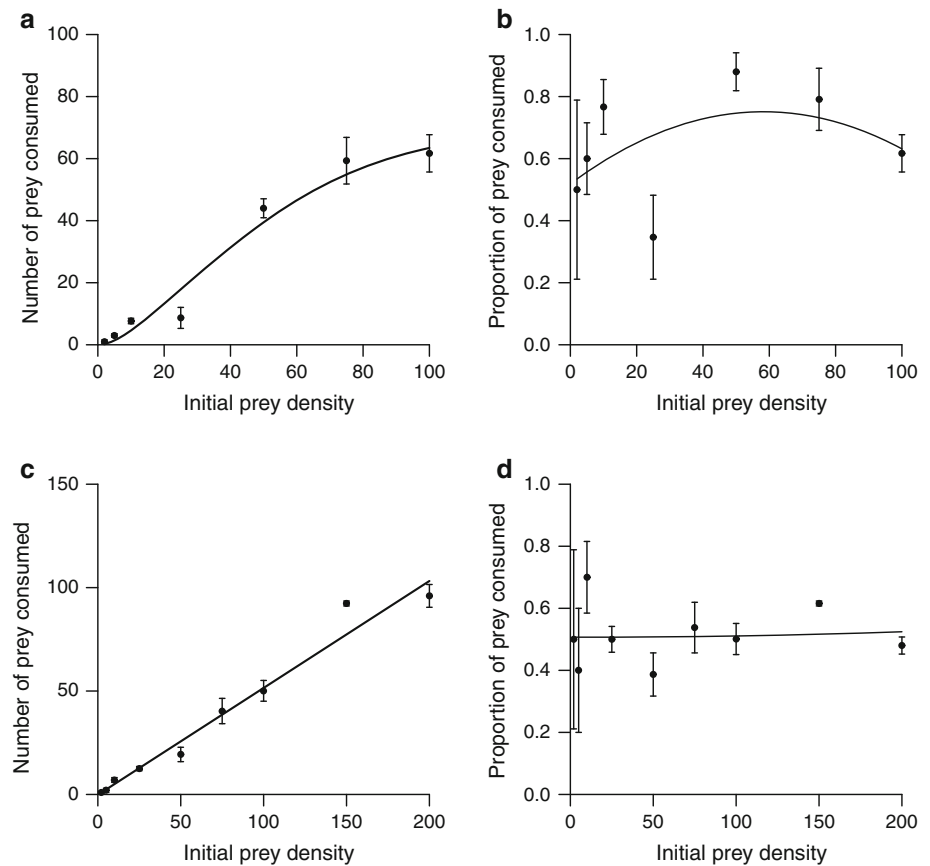 a
100
80
60
40
20
0
Number of prey consumed
0 20 40 60 80 100
Initial prey density
b
1.0
0.8
0.6
0.4
0.2
0.0
Proportion of prey consumed
0 20 40 60 80 100
Initial prey density
c
150
100
50
0
Number of prey consumed
0 50 100 150 200
Initial prey density
d
1.0
0.8
0.6
0.4
0.2
0.0
Proportion of prey consumed
0 50 100 150 200
Initial prey density